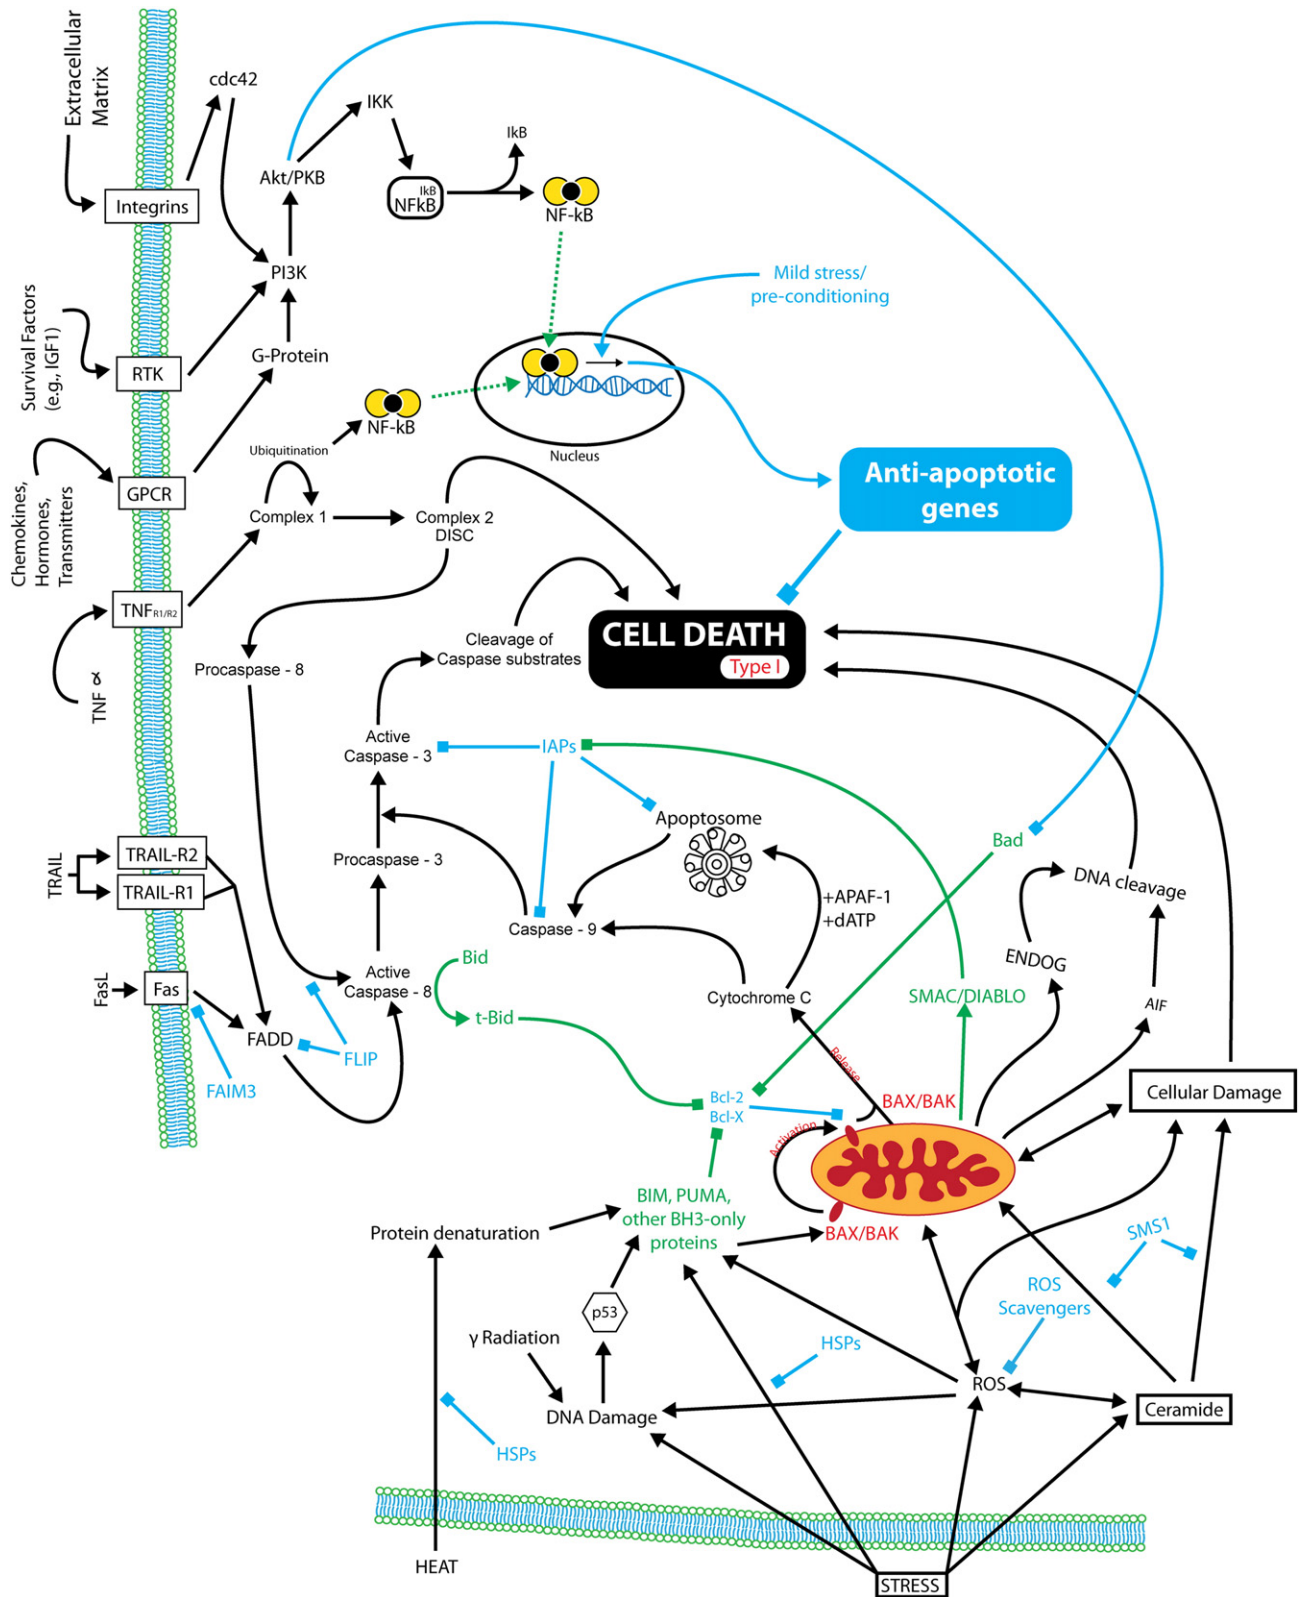 Extracellular
Matrix
cdc42
IKK
IkB
Akt/PKB
IkB
NFkB
NF-kB
Integrins
PI3K
Mild stress/
pre-conditioning
Survival Factors
(e.g., IGF1)
G-Protein
RTK
NF-kB
Ubiquitination
Nucleus
Anti-apoptotic
genes
Chemokines,
Hormones,
Transmitters
GPCR
Complex 1
Complex 2
DISC
TNFR1/R2
CELL DEATH
Type I
Cleavage of
Caspase substrates
Procaspase - 8
TNF α
Active
Caspase - 3
IAPs
Apoptosome
Bad
TRAIL
TRAIL-R2
TRAIL-R1
Procaspase - 3
DNA cleavage
+APAF-1
+dATP
Caspase - 9
Bid
ENDOG
FasL
Fas
Active
Caspase - 8
Cytochrome C
SMAC/DIABLO
AIF
t-Bid
FADD
FLIP
Release
FAIM3
Bcl-2
Bcl-X
BAX/BAK
Cellular Damage
Activation
BIM, PUMA,
other BH3-only
proteins
Protein denaturation
BAX/BAK
SMS1
ROS
Scavengers
p53
γ Radiation
HSPs
ROS
DNA Damage
Ceramide
HSPs
HEAT
STRESS